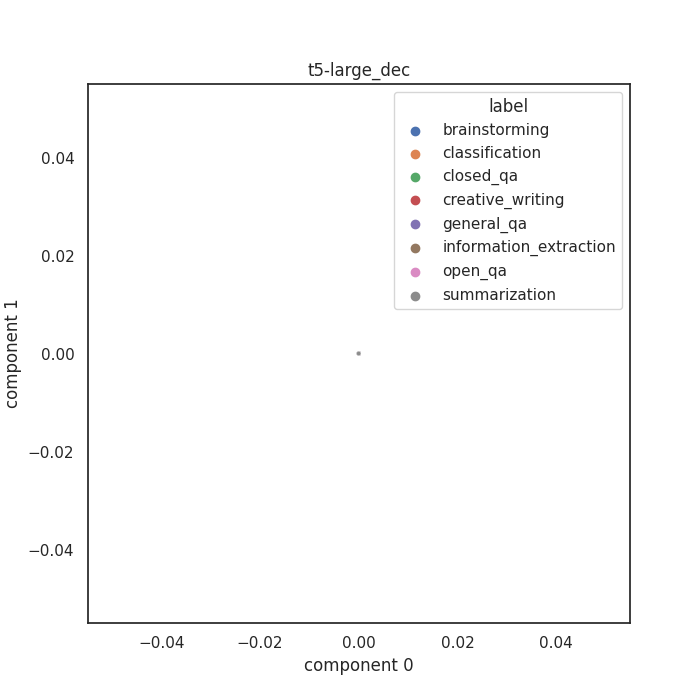 t5-large_dec
label
brainstorming
classification
closed_qa
creative_writing
general_qa
information_extraction
open_qa
summarization
0.04
0.02
0.00
−0.02
−0.04
component 1
−0.04
−0.02
0.00
0.02
0.04
component 0